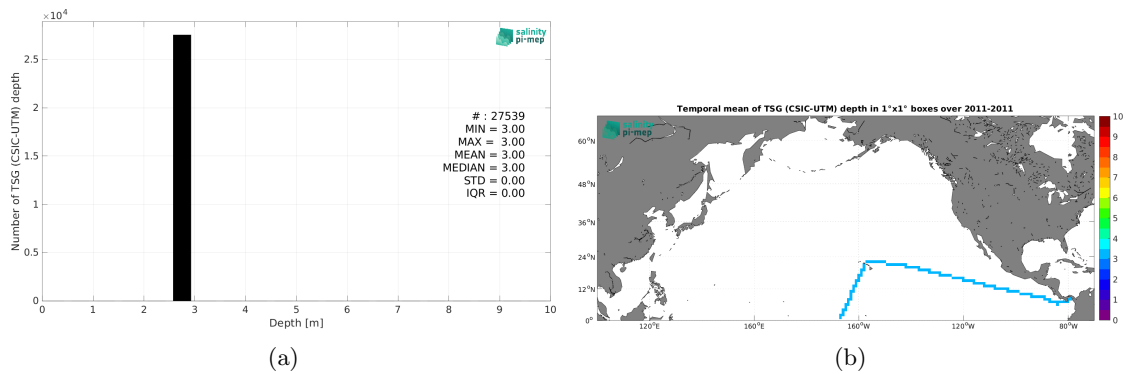 ×10⁴
salinity
pi-mep
2.5
2
1.5
1
0.5
0
Number of TSG (CSIC-UTM) depth
# : 27539
MIN = 3.00
MAX = 3.00
MEAN = 3.00
MEDIAN = 3.00
STD = 0.00
IQR = 0.00
0 1 2 3 4 5 6 7 8 9 10
Depth [m]
(a)
Temporal mean of TSG (CSIC-UTM) depth in 1°x1° boxes over 2011-2011
salinity
pi-mep
60°N
48°N
36°N
24°N
12°N
0°
120°E 160°E 160°W 120°W 80°W
10
9
8
7
6
5
4
3
2
1
0
(b)